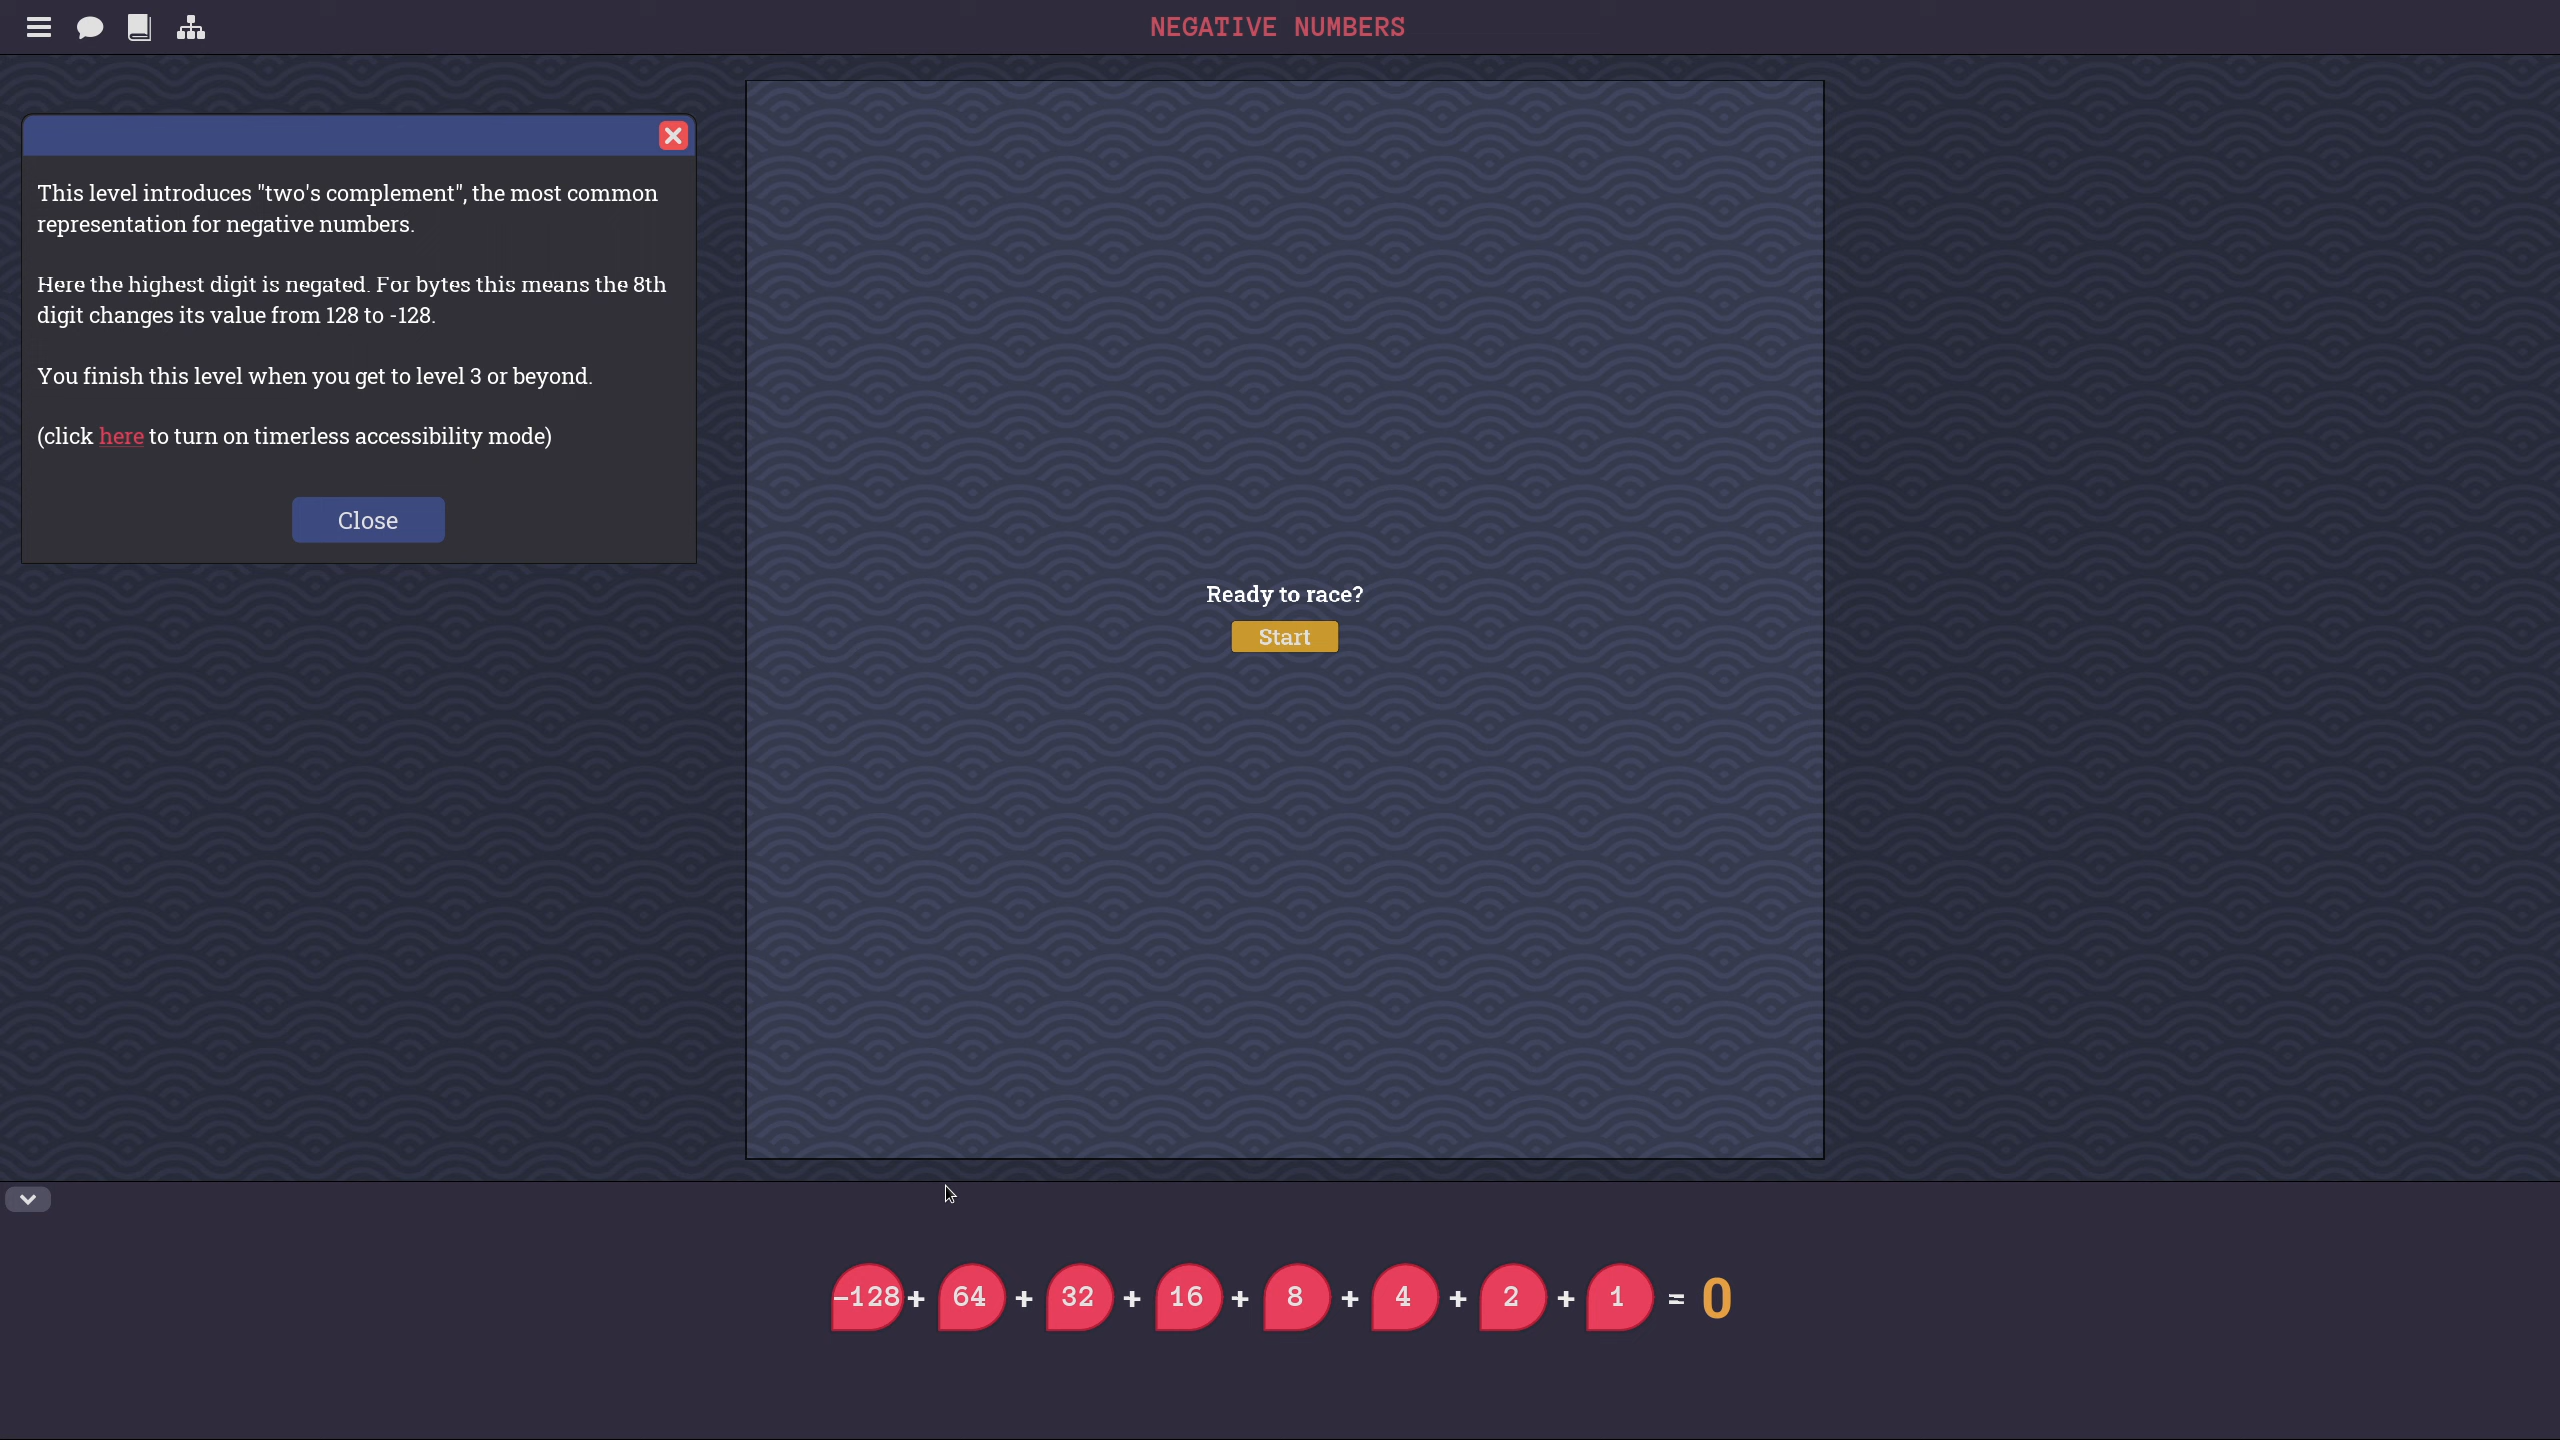 NEGATIVE NUMBERS
This level introduces "two's complement", the most common
representation for negative numbers.
Here the highest digit is negated. For bytes this means the 8th
digit changes its value from 128 to -128.
You finish this level when you get to level 3 or beyond.
(click here to turn on timerless accessibility mode)
Close
Ready to race?
Start
-128 + 64 + 32 + 16 + 8 + 4 + 2 + 1 = 0